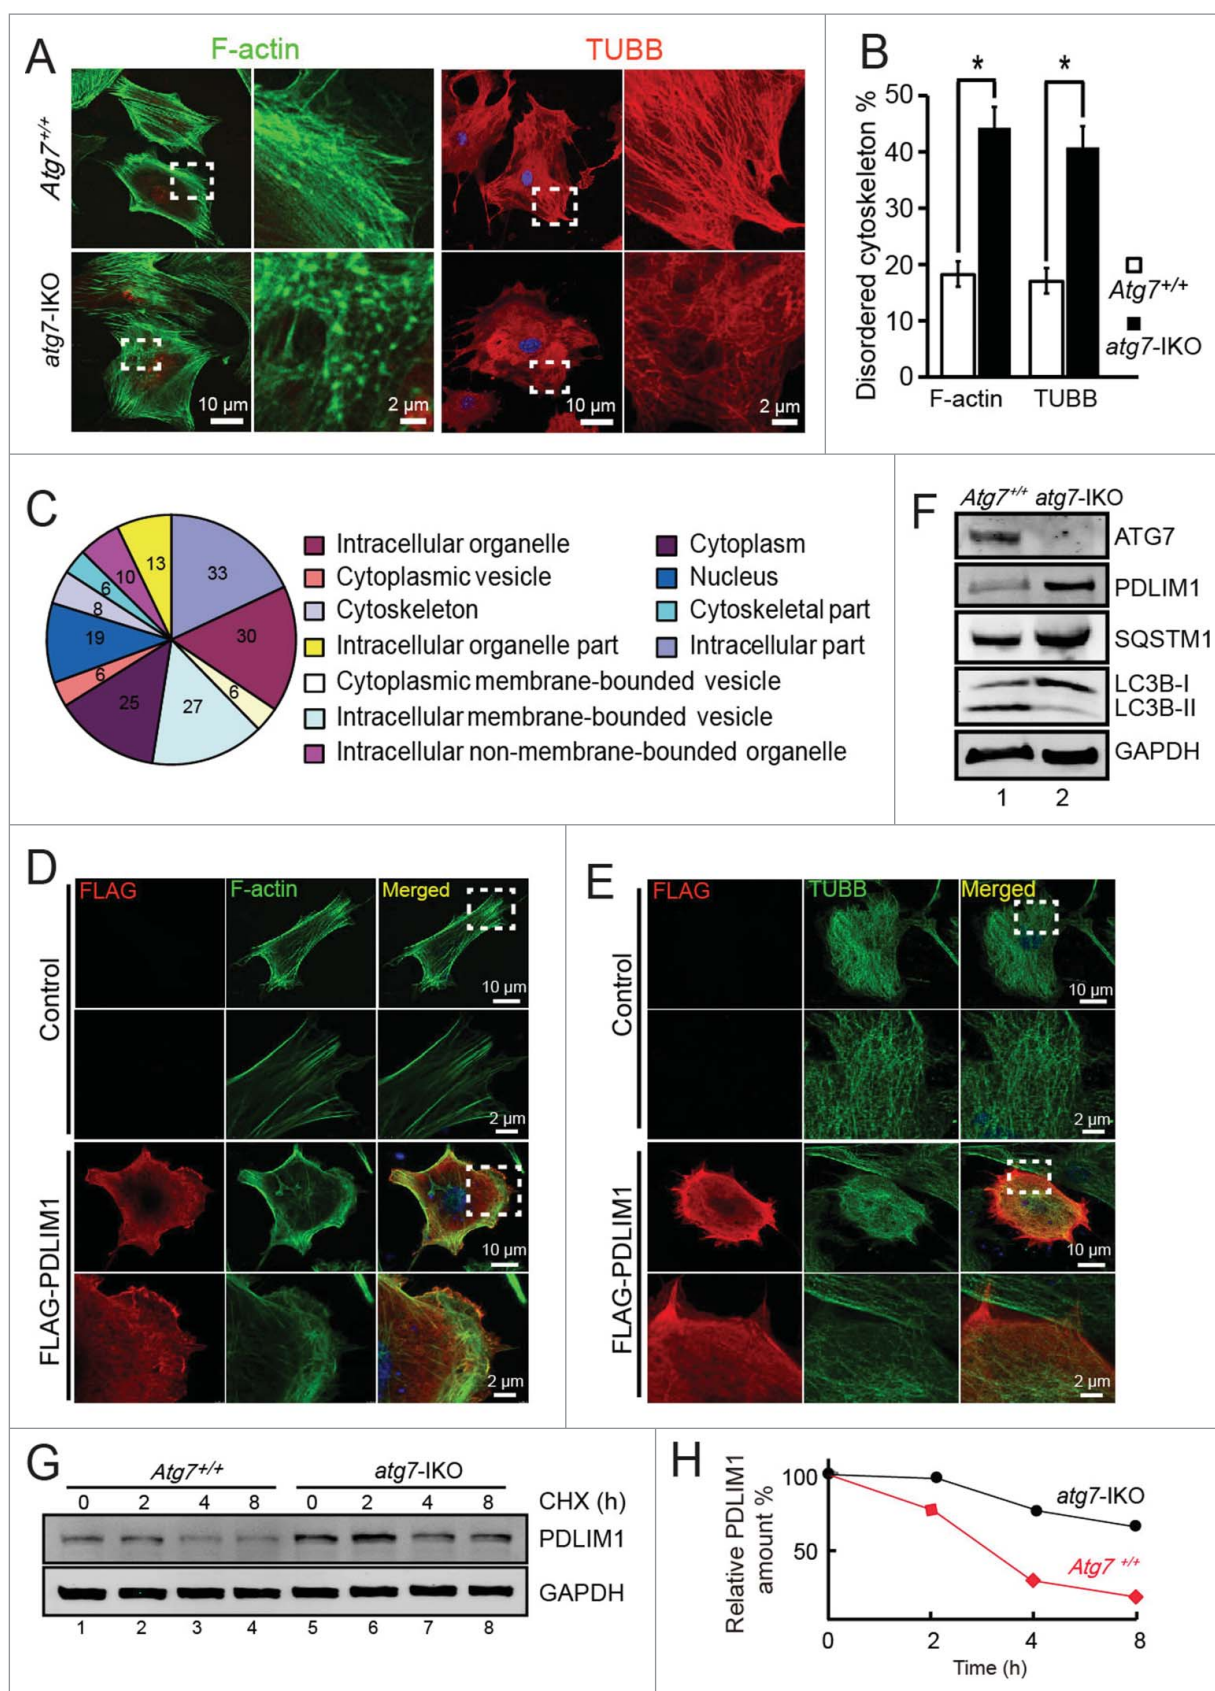 A
F-actin
TUBB
Atg7+/+
atg7-IKO
10 µm
2 µm
10 µm
2 µm
B
Disordered cytoskeleton %
50
40
30
20
10
0
*
*
F-actin
TUBB
Atg7+/+
atg7-IKO
C
33
30
6
27
25
6
19
8
6
10
13
Intracellular organelle
Cytoplasmic vesicle
Cytoskeleton
Intracellular organelle part
Cytoplasm
Nucleus
Cytoskeletal part
Intracellular part
Cytoplasmic membrane-bounded vesicle
Intracellular membrane-bounded vesicle
Intracellular non-membrane-bounded organelle
F
Atg7+/+ atg7-IKO
ATG7
PDLIM1
SQSTM1
LC3B-I
LC3B-II
GAPDH
1 2
D
FLAG
F-actin
Merged
Control
10 µm
2 µm
FLAG-PDLIM1
10 µm
2 µm
E
FLAG
TUBB
Merged
Control
10 µm
2 µm
FLAG-PDLIM1
10 µm
2 µm
G
Atg7+/+
atg7-IKO
0 2 4 8 0 2 4 8 CHX (h)
PDLIM1
GAPDH
1 2 3 4 5 6 7 8
H
Relative PDLIM1
amount %
100
50
atg7-IKO
Atg7 +/+
0 2 4 8
Time (h)